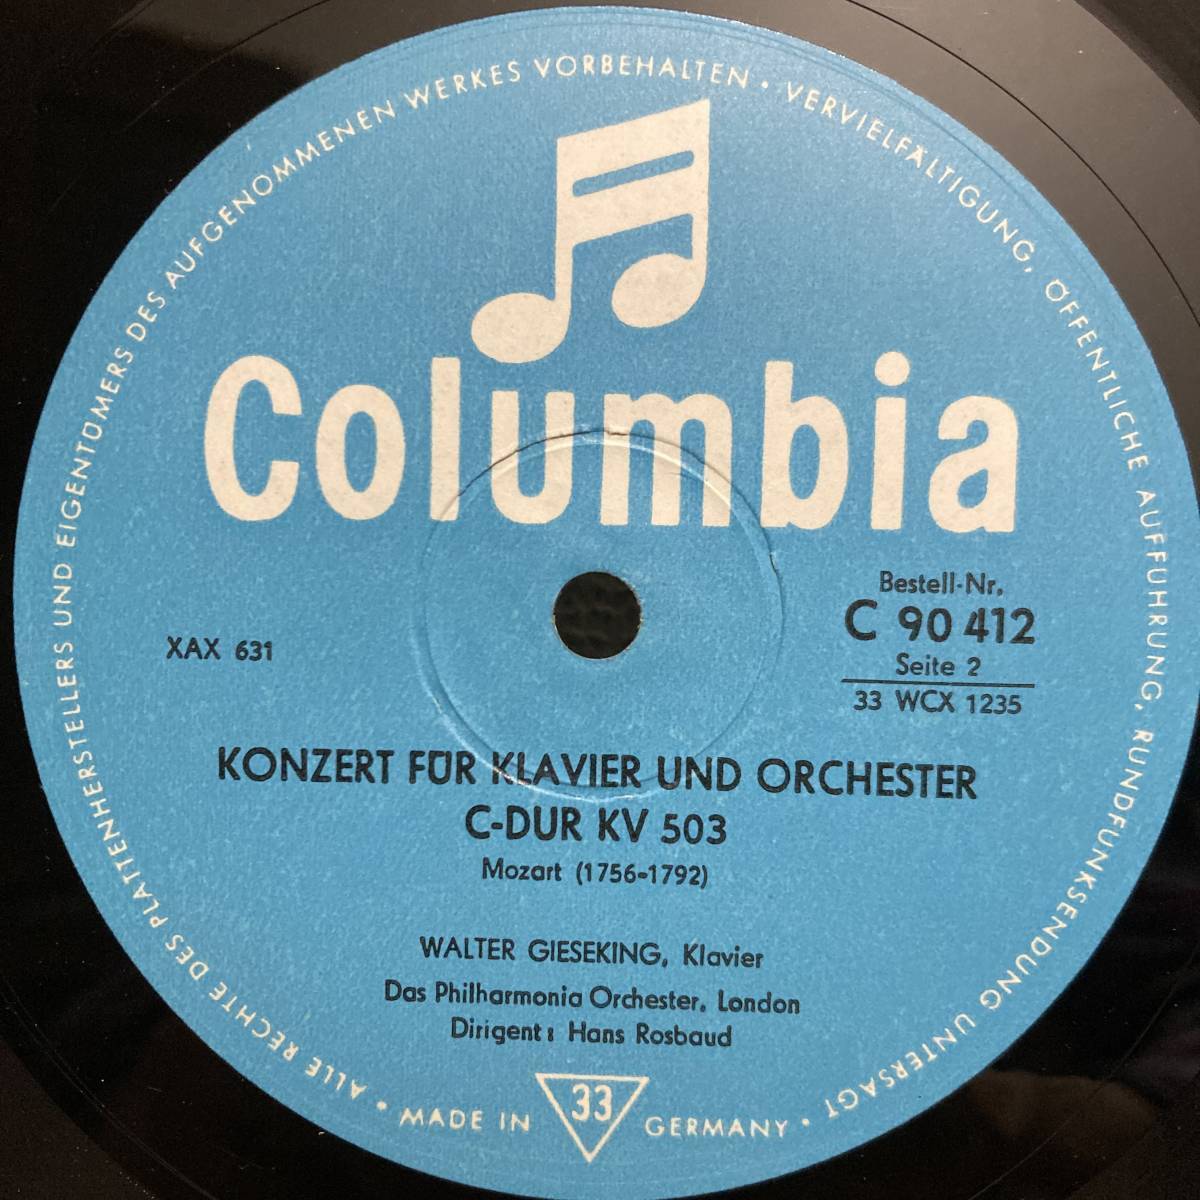 ALLE RECHTE DES PLATTENHERSTELLERS UND EIGENTÜMERS DES AUFGENOMMENEN WERKES VORBEHALTEN · VERVIELFÄLTIGUNG, ÖFFENTLICHE AUFFÜHRUNG, RUNDFUNKSENDUNG UNTERSAGT ·
Columbia
Bestell-Nr.
C 90 412
Seite 2
33 WCX 1235
XAX 631
KONZERT FÜR KLAVIER UND ORCHESTER
C-DUR KV 503
Mozart (1756-1792)
WALTER GIESEKING, Klavier
Das Philharmonia Orchester, London
Dirigent: Hans Rosbaud
· MADE IN 33 GERMANY ·